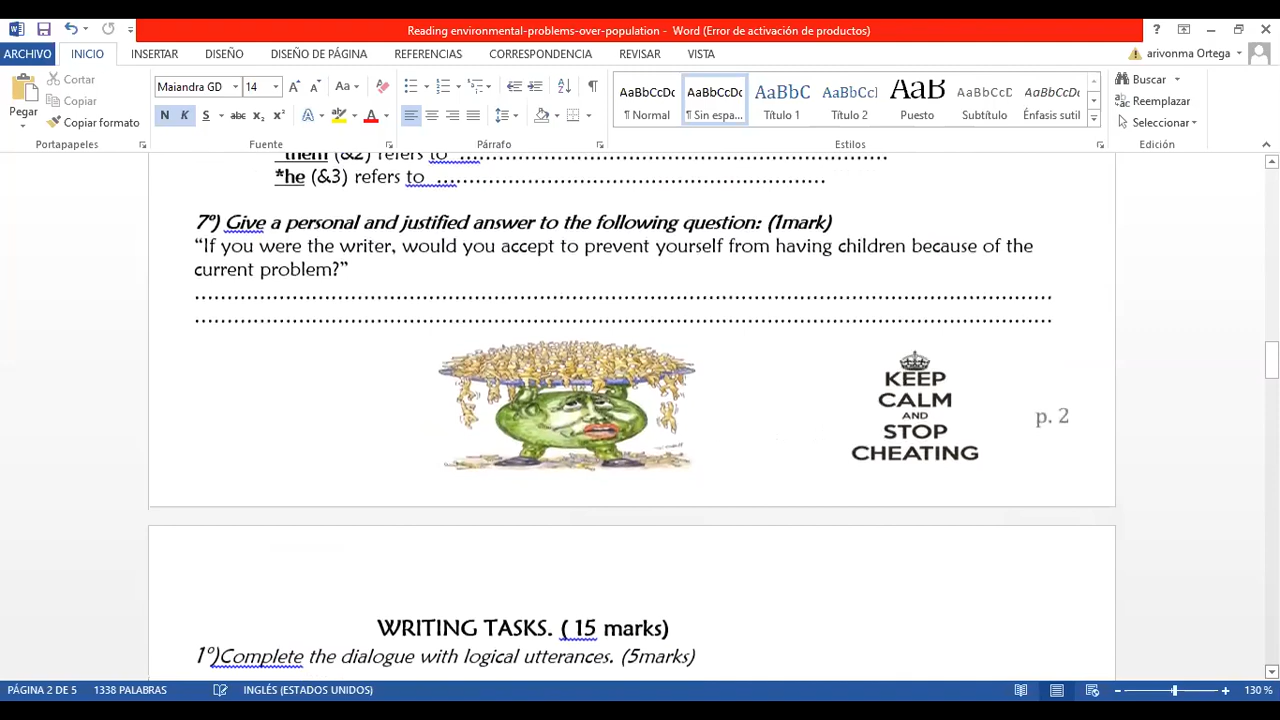 Reading environmental-problems-over-population - Word (Error de activación de productos)
ARCHIVO INICIO INSERTAR DISEÑO DISEÑO DE PÁGINA REFERENCIAS CORRESPONDENCIA REVISAR VISTA arivonma Ortega
Pegar
Cortar
Copiar
Copiar formato
Portapapeles
Maiandra GD 14
N K S abc x₂ x²
Fuente
Párrafo
AaBbCcDc AaBbCcDc AaBbC AaBbCcl AaB AaBbCcD AaBbCcDc
¶ Normal ¶ Sin espa... Título 1 Título 2 Puesto Subtítulo Énfasis sutil
Estilos
Buscar
Reemplazar
Seleccionar
Edición
*them (&2) refers to ................................................................
*he (&3) refers to ................................................................
7º) Give a personal and justified answer to the following question: (1mark)
“If you were the writer, would you accept to prevent yourself from having children because of the
current problem?”
................................................................
................................................................
KEEP
CALM
AND
STOP
CHEATING
p. 2
WRITING TASKS. ( 15 marks)
1º)Complete the dialogue with logical utterances. (5marks)
PÁGINA 2 DE 5 1338 PALABRAS INGLÉS (ESTADOS UNIDOS) 130 %